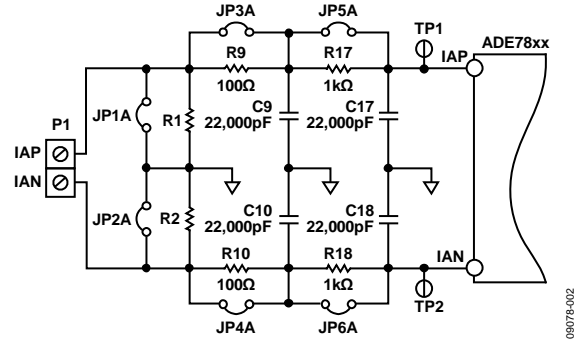 JP3A JP5A
TP1
ADE78xx
R9 R17 IAP
100Ω 1kΩ
P1 JP1A R1 C9 C17
22,000pF 22,000pF
IAP
IAN
JP2A R2 C10 C18
22,000pF 22,000pF
R10 R18 IAN
100Ω 1kΩ
TP2
JP4A JP6A
09078-002